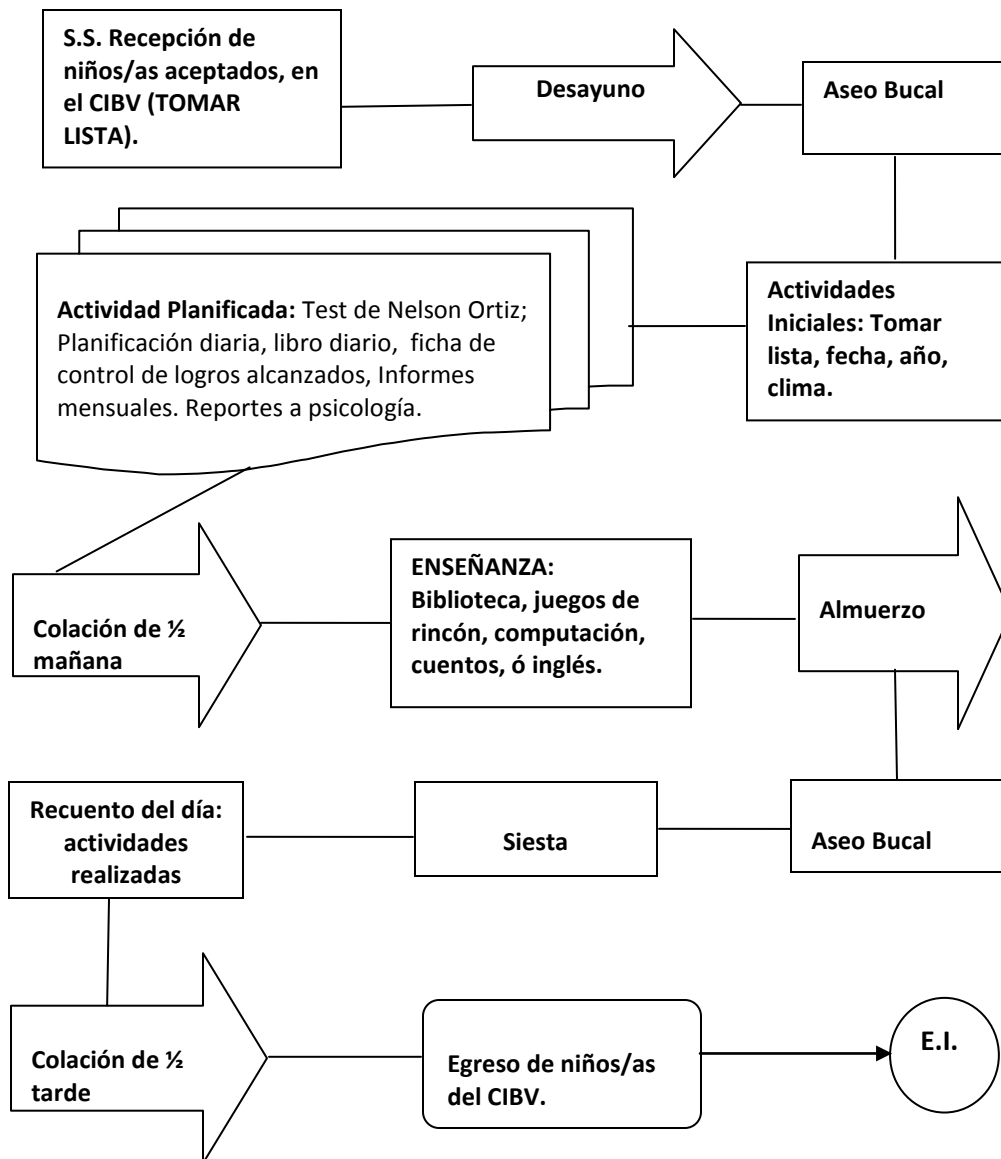 S.S. Recepción de
niños/as aceptados, en
el CIBV (TOMAR
LISTA).
Desayuno
Aseo Bucal
Actividades
Iniciales: Tomar
lista, fecha, año,
clima.
Actividad Planificada: Test de Nelson Ortiz;
Planificación diaria, libro diario,  ficha de
control de logros alcanzados, Informes
mensuales. Reportes a psicología.
Colación de ½
mañana
ENSEÑANZA:
Biblioteca, juegos de
rincón, computación,
cuentos, ó inglés.
Almuerzo
Aseo Bucal
Siesta
Recuento del día:
actividades
realizadas
Colación de ½
tarde
Egreso de niños/as
del CIBV.
E.I.